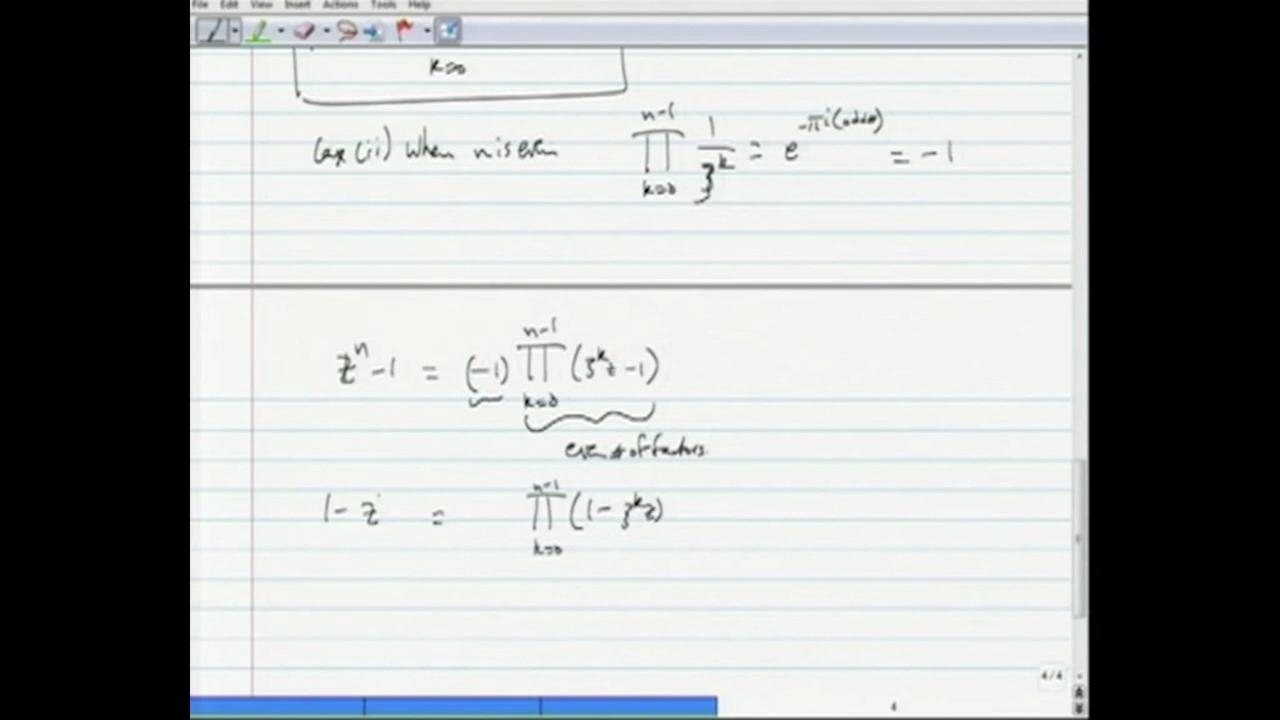 File Edit View Insert Actions Tools Help
k=0
Case (ii) When n is even ∏_{k=0}^{n-1} 1/ζ^k = e^{-πi(odd #)} = -1
z^n - 1 = (-1) ∏_{k=0}^{n-1} (ζ^k z - 1)
even # of factors.
1 - z = ∏_{k=0}^{n-1} (1 - ζ^k z)
4/4
4